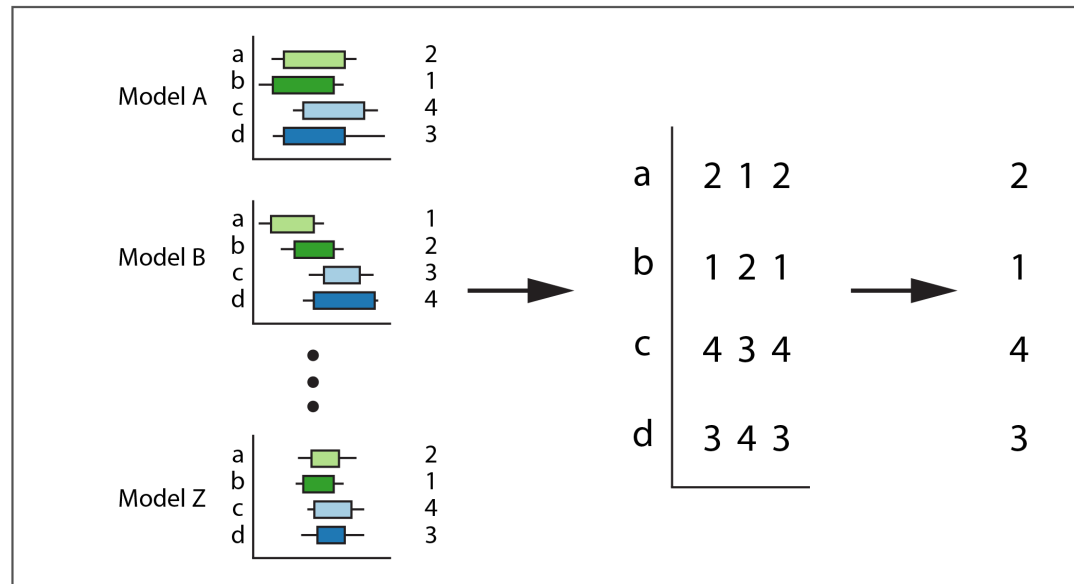 Model A
a 2
b 1
c 4
d 3
Model B
a 1
b 2
c 3
d 4
Model Z
a 2
b 1
c 4
d 3
a 2 1 2 2
b 1 2 1 1
c 4 3 4 4
d 3 4 3 3